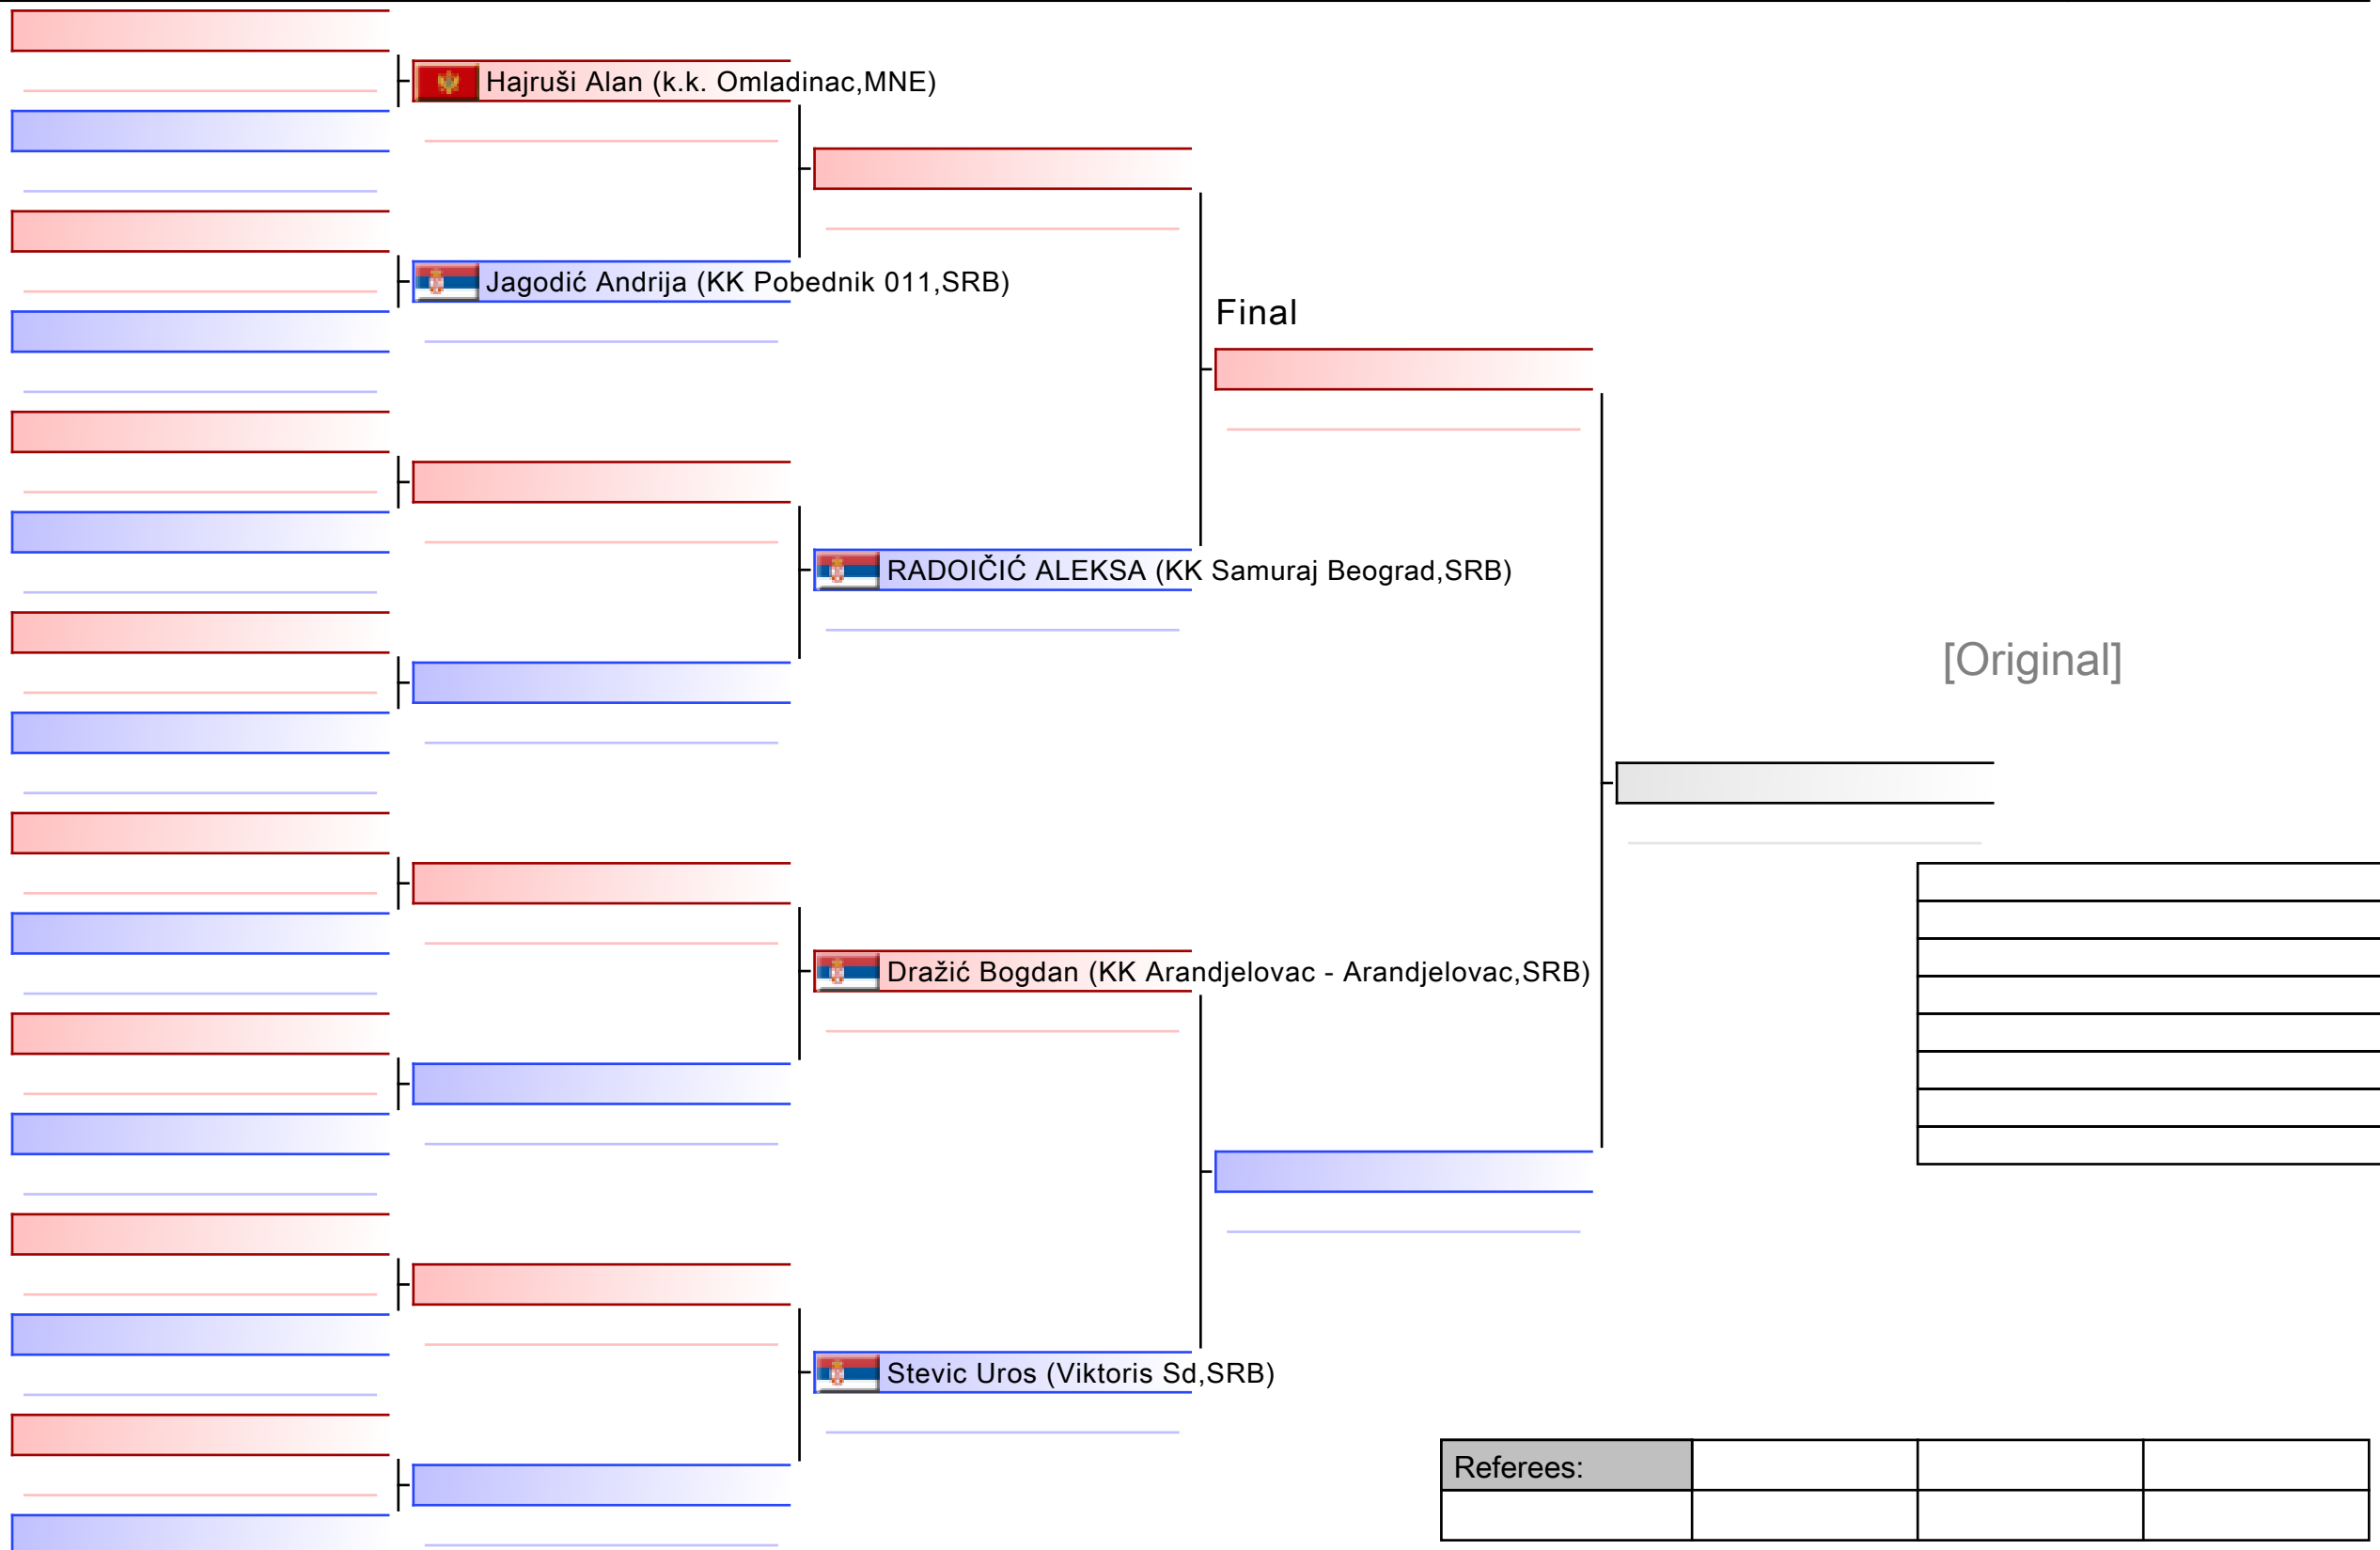 Hajruši Alan (k.k. Omladinac,MNE)
Jagodić Andrija (KK Pobednik 011,SRB)
Final
RADOIČIĆ ALEKSA (KK Samuraj Beograd,SRB)
[Original]
Dražić Bogdan (KK Arandjelovac - Arandjelovac,SRB)
Stevic Uros (Viktoris Sd,SRB)
Referees: